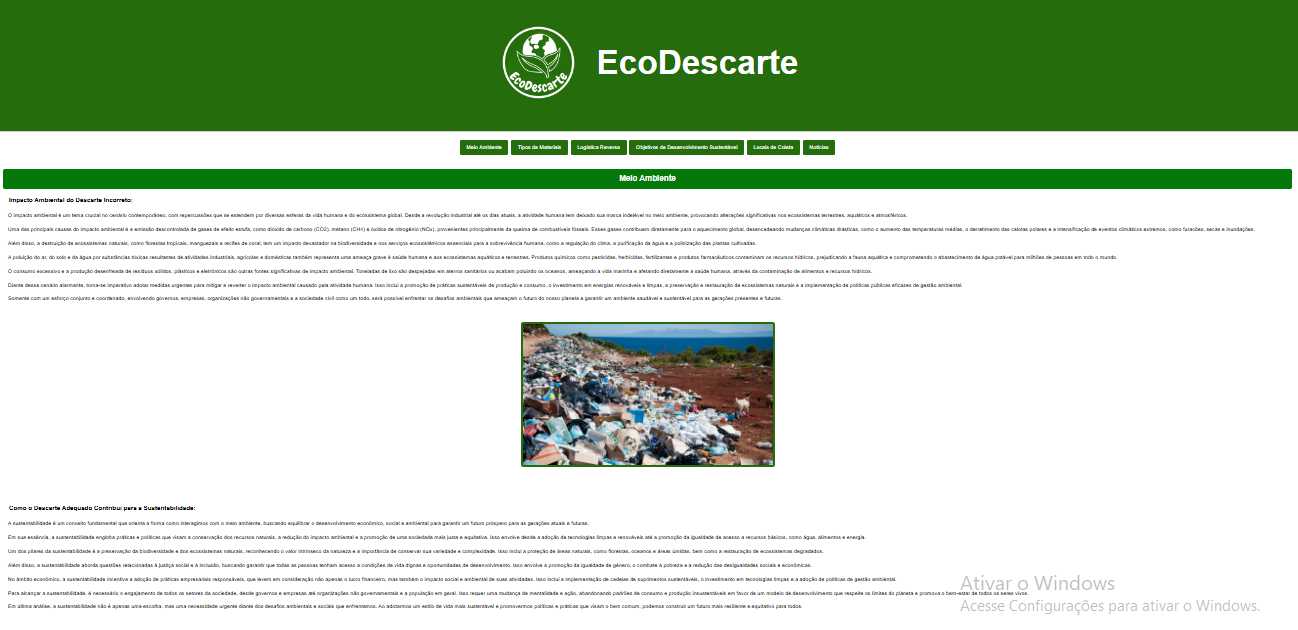 EcoDescarte
EcoDescarte
Meio Ambiente
Tipos de Materiais
Logística Reversa
Objetivos de Desenvolvimento Sustentável
Locais de Coleta
Notícias
Meio Ambiente
Impacto Ambiental do Descarte Incorreto:
O impacto ambiental é um tema crucial no cenário contemporâneo, com repercussões que se estendem por diversas esferas da vida humana e do ecossistema global. Desde a revolução industrial até os dias atuais, a atividade humana tem deixado sua marca indelével no meio ambiente, provocando alterações significativas nos ecossistemas terrestres, aquáticos e atmosféricos.
Uma das principais causas do impacto ambiental é a emissão descontrolada de gases de efeito estufa, como dióxido de carbono (CO2), metano (CH4) e óxidos de nitrogênio (NOx), provenientes principalmente da queima de combustíveis fósseis. Esses gases contribuem diretamente para o aquecimento global, desencadeando mudanças climáticas drásticas, como o aumento das temperaturas médias, o derretimento das calotas polares e a intensificação de eventos climáticos extremos, como furacões, secas e inundações.
Além disso, a destruição de ecossistemas naturais, como florestas tropicais, manguezais e recifes de coral, tem um impacto devastador na biodiversidade e nos serviços ecossistêmicos essenciais para a sobrevivência humana, como a regulação do clima, a purificação da água e a polinização das plantas cultivadas.
A poluição do ar, do solo e da água por substâncias tóxicas resultantes de atividades industriais, agrícolas e domésticas também representa uma ameaça grave à saúde humana e aos ecossistemas aquáticos e terrestres. Produtos químicos como pesticidas, herbicidas, fertilizantes e produtos farmacêuticos contaminam os recursos hídricos, prejudicando a fauna aquática e comprometendo o abastecimento de água potável para milhões de pessoas em todo o mundo.
O consumo excessivo e a produção desenfreada de resíduos sólidos, plásticos e eletrônicos são outras fontes significativas de impacto ambiental. Toneladas de lixo são despejadas em aterros sanitários ou acabam poluindo os oceanos, ameaçando a vida marinha e afetando diretamente a saúde humana, através da contaminação de alimentos e recursos hídricos.
Diante desse cenário alarmante, torna-se imperativo adotar medidas urgentes para mitigar e reverter o impacto ambiental causado pela atividade humana. Isso inclui a promoção de práticas sustentáveis de produção e consumo, o investimento em energias renováveis e limpas, a preservação e restauração de ecossistemas naturais e a implementação de políticas públicas eficazes de gestão ambiental.
Somente com um esforço conjunto e coordenado, envolvendo governos, empresas, organizações não governamentais e a sociedade civil como um todo, será possível enfrentar os desafios ambientais que ameaçam o futuro do nosso planeta e garantir um ambiente saudável e sustentável para as gerações presentes e futuras.
Como o Descarte Adequado Contribui para a Sustentabilidade:
A sustentabilidade é um conceito fundamental que orienta a forma como interagimos com o meio ambiente, buscando equilibrar o desenvolvimento econômico, social e ambiental para garantir um futuro próspero para as gerações atuais e futuras.
Em sua essência, a sustentabilidade engloba práticas e políticas que visam a conservação dos recursos naturais, a redução do impacto ambiental e a promoção de uma sociedade mais justa e equitativa. Isso envolve desde a adoção de tecnologias limpas e renováveis até a promoção da igualdade de acesso a recursos básicos, como água, alimentos e energia.
Um dos pilares da sustentabilidade é a preservação da biodiversidade e dos ecossistemas naturais, reconhecendo o valor intrínseco da natureza e a importância de conservar sua variedade e complexidade. Isso inclui a proteção de áreas naturais, como florestas, oceanos e áreas úmidas, bem como a restauração de ecossistemas degradados.
Além disso, a sustentabilidade aborda questões relacionadas à justiça social e à inclusão, buscando garantir que todas as pessoas tenham acesso a condições de vida dignas e oportunidades de desenvolvimento. Isso envolve a promoção da igualdade de gênero, o combate à pobreza e a redução das desigualdades sociais e econômicas.
No âmbito econômico, a sustentabilidade incentiva a adoção de práticas empresariais responsáveis, que levem em consideração não apenas o lucro financeiro, mas também o impacto social e ambiental de suas atividades. Isso inclui a implementação de cadeias de suprimentos sustentáveis, o investimento em tecnologias limpas e a adoção de políticas de gestão ambiental.
Para alcançar a sustentabilidade, é necessário o engajamento de todos os setores da sociedade, desde governos e empresas até organizações não governamentais e a população em geral. Isso requer uma mudança de mentalidade e ação, abandonando padrões de consumo e produção insustentáveis em favor de um modelo de desenvolvimento que respeite os limites do planeta e promova o bem-estar de todos os seres vivos.
Em última análise, a sustentabilidade não é apenas uma escolha, mas uma necessidade urgente diante dos desafios ambientais e sociais que enfrentamos. Ao adotarmos um estilo de vida mais sustentável e promovermos políticas e práticas que visam o bem comum, podemos construir um futuro mais resiliente e equitativo para todos.
Ativar o Windows
Acesse Configurações para ativar o Windows.